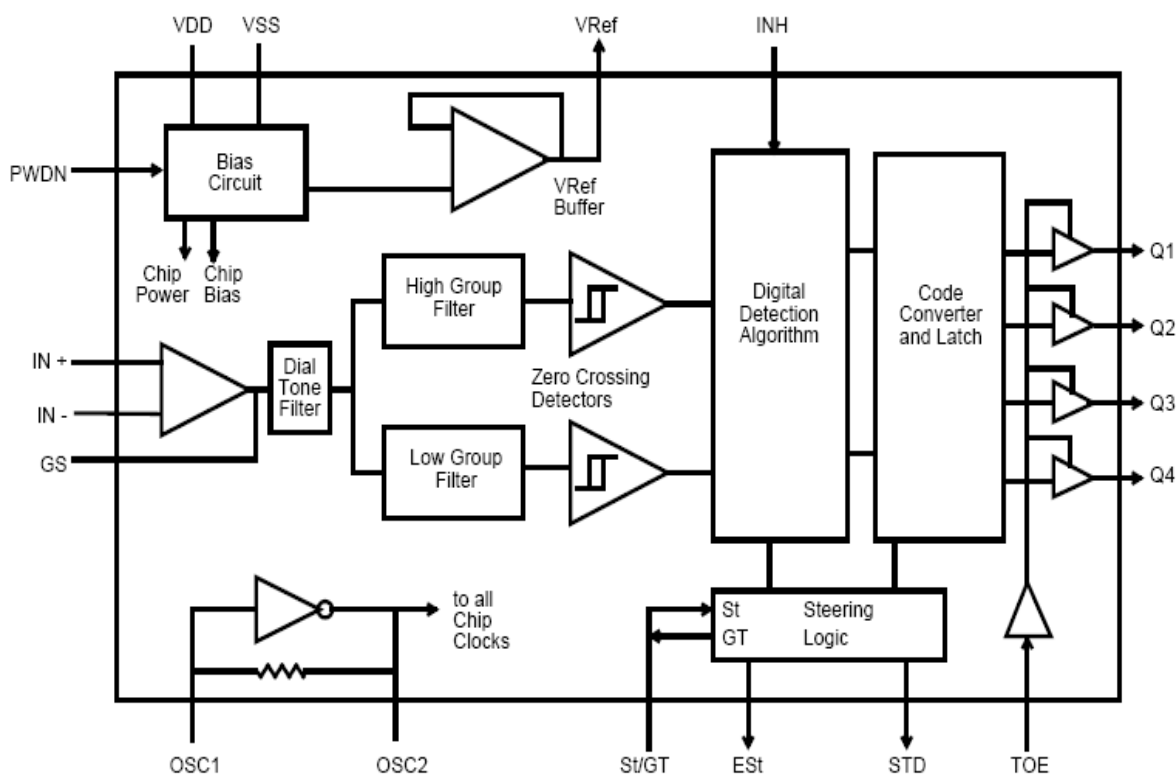 VDD
VSS
VRef
INH
PWDN
Bias
Circuit
VRef
Buffer
Chip
Power
Chip
Bias
High Group
Filter
Digital
Detection
Algorithm
Code
Converter
and Latch
Q1
Q2
Q3
Q4
IN +
IN -
GS
Dial
Tone
Filter
Zero Crossing
Detectors
Low Group
Filter
to all
Chip
Clocks
St
Steering
GT
Logic
OSC1
OSC2
St/GT
ESt
STD
TOE